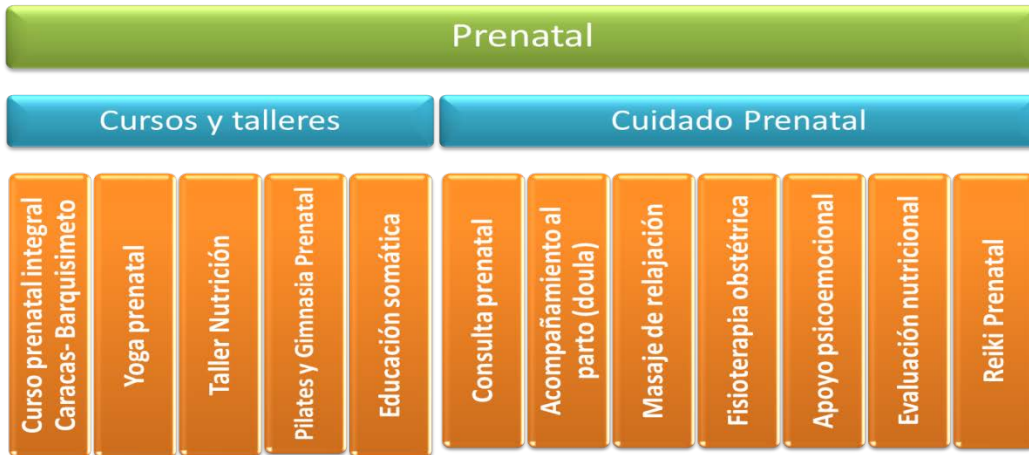 Prenatal
Cursos y talleres
Cuidado Prenatal
Curso prenatal integral
Caracas- Barquisimeto
Yoga prenatal
Taller Nutrición
Pilates y Gimnasia Prenatal
Educación somática
Consulta prenatal
Acompañamiento al
parto (doula)
Masaje de relajación
Fisioterapia obstétrica
Apoyo psicoemocional
Evaluación nutricional
Reiki Prenatal